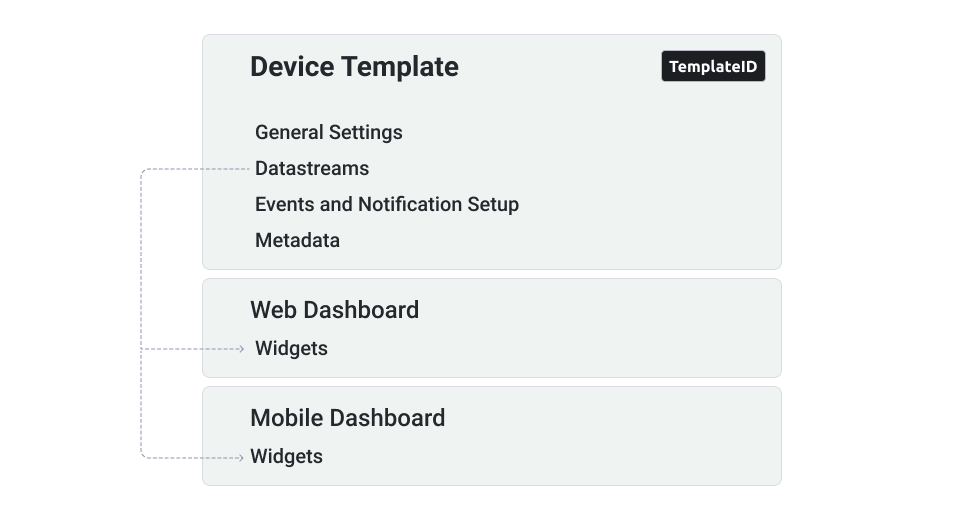 Device Template
TemplateID
General Settings
Datastreams
Events and Notification Setup
Metadata
Web Dashboard
Widgets
Mobile Dashboard
Widgets